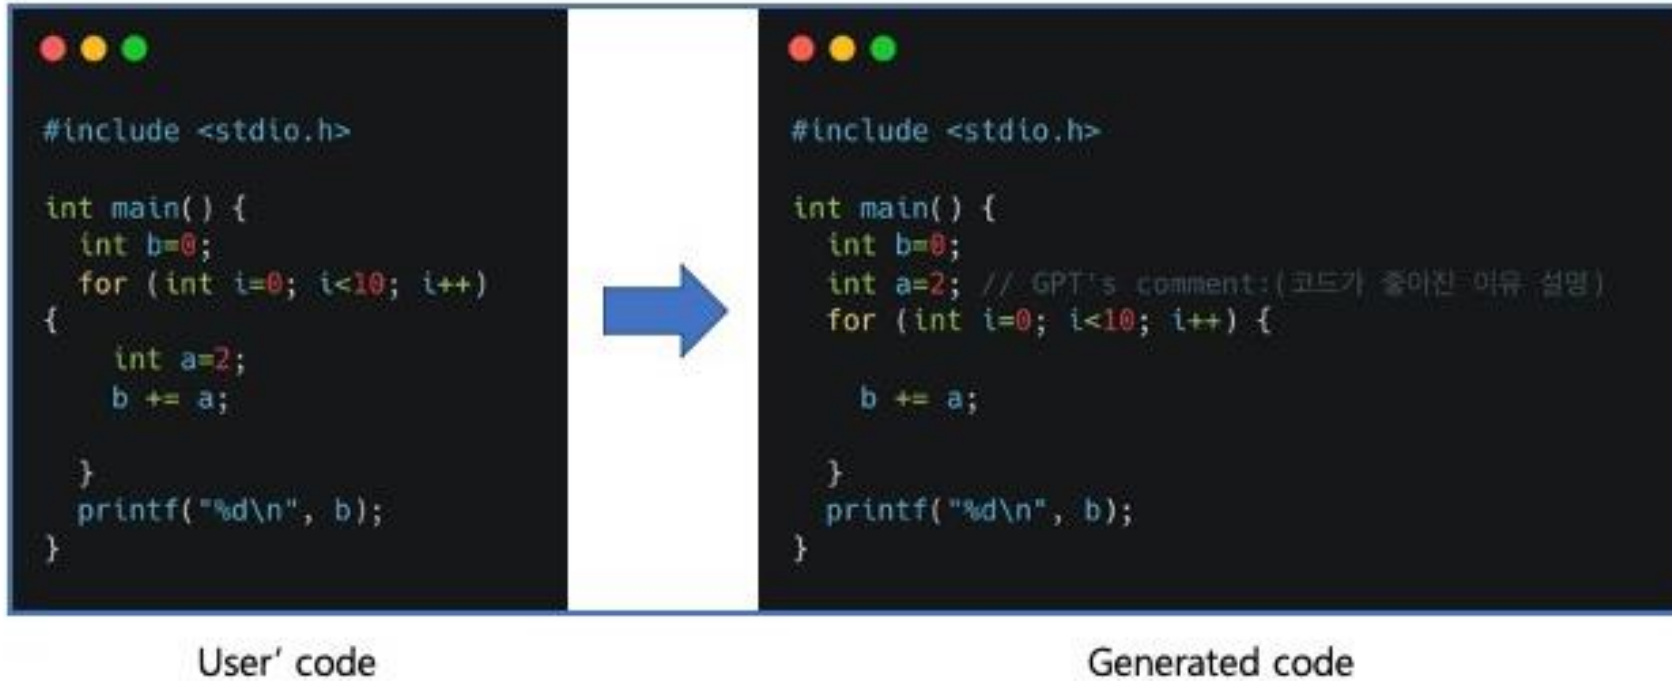 #include <stdio.h>
int main() {
int b=0;
for (int i=0; i<10; i++)
{
int a=2;
b += a;
}
printf("%d\n", b);
}
#include <stdio.h>
int main() {
int b=0;
int a=2; // GPT's comment:(코드가 좋아진 이유 설명)
for (int i=0; i<10; i++) {
b += a;
}
printf("%d\n", b);
}
User' code
Generated code